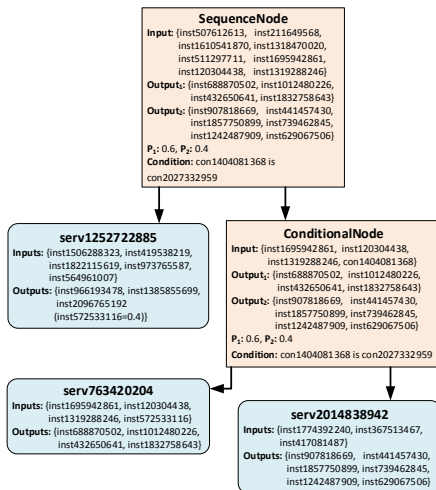 SequenceNode
Input: {inst507612613, inst211649568,
inst1610541870, inst1318470020,
inst511297711, inst1695942861,
inst120304438, inst1319288246}
Output₁: {inst688870502, inst1012480226,
inst432650641, inst1832758643}
Output₂: {inst907818669, inst441457430,
inst1857750899, inst739462845,
inst1242487909, inst629067506}
P₁: 0.6, P₂: 0.4
Condition: con1404081368 is
con2027332959
serv1252722885
Inputs: {inst1506288323, inst419538219,
inst1822115619, inst973765587,
inst564961007}
Outputs: {inst966193478, inst1385855699,
inst2096765192
(inst572533116=0.4)}
ConditionalNode
Input: {inst1695942861, inst120304438,
inst1319288246, con1404081368}
Output₁: {inst688870502, inst1012480226,
inst432650641, inst1832758643}
Output₂: {inst907818669, inst441457430,
inst1857750899, inst739462845,
inst1242487909, inst629067506}
P₁: 0.6, P₂: 0.4
Condition: con1404081368 is con2027332959
serv763420204
Inputs: {inst1695942861, inst120304438,
inst1319288246, inst572533116}
Outputs: {inst688870502, inst1012480226,
inst432650641, inst1832758643}
serv2014838942
Inputs: {inst1774392240, inst367513467,
inst417081487}
Outputs: {inst907818669, inst441457430,
inst1857750899, inst739462845,
inst1242487909, inst629067506}